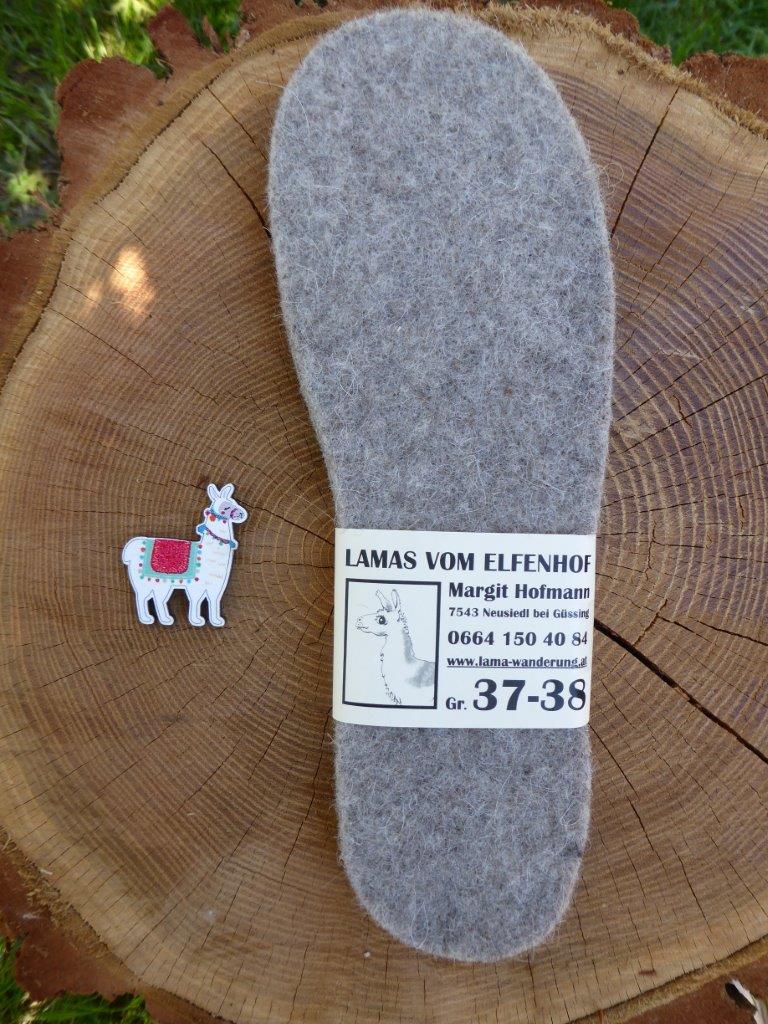 LAMAS VOM ELFENHOF
Margit Hofmann
7543 Neusiedl bei Güssing
0664 150 40 84
www.lama-wanderung.at
Gr. 37-38